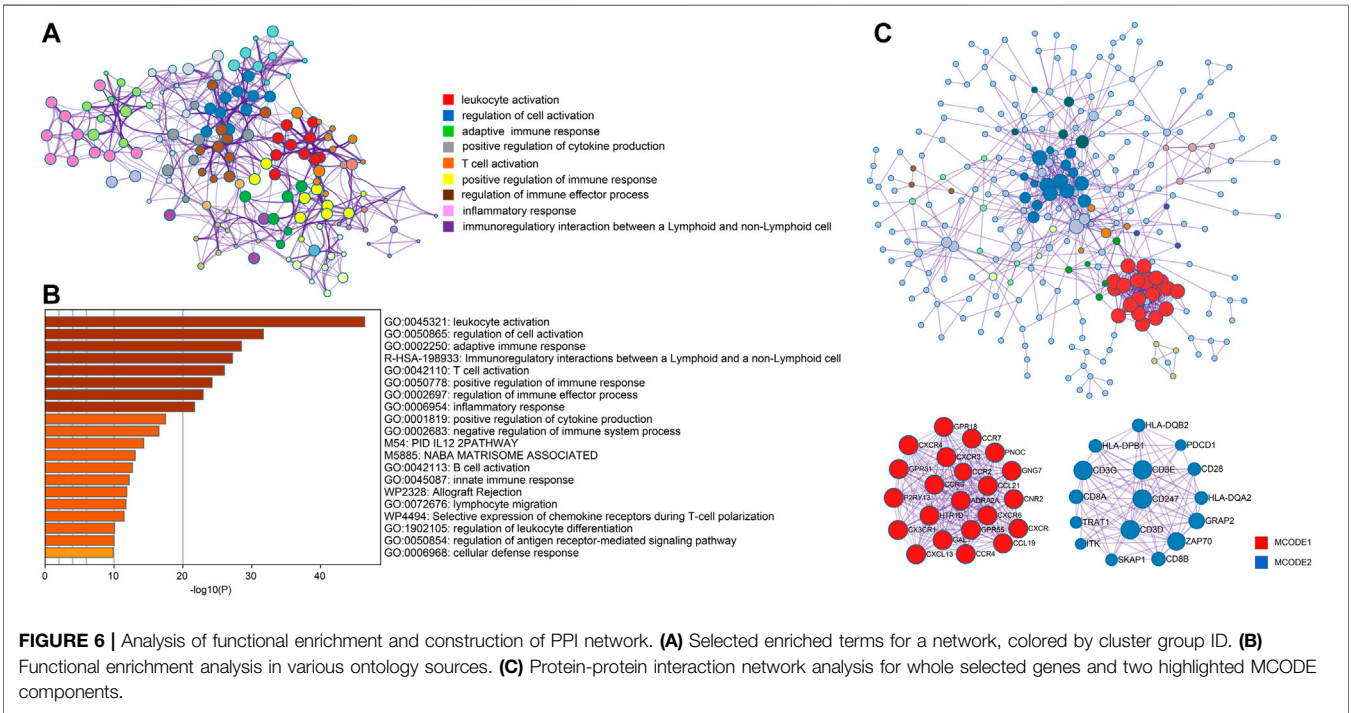 A
leukocyte activation
regulation of cell activation
adaptive immune response
positive regulation of cytokine production
T cell activation
positive regulation of immune response
regulation of immune effector process
inflammatory response
immunoregulatory interaction between a Lymphoid and non-Lymphoid cell
B
GO:0045321: leukocyte activation
GO:0050865: regulation of cell activation
GO:0002250: adaptive immune response
R-HSA-198933: Immunoregulatory interactions between a Lymphoid and a non-Lymphoid cell
GO:0042110: T cell activation
GO:0050778: positive regulation of immune response
GO:0002697: regulation of immune effector process
GO:0006954: inflammatory response
GO:0001819: positive regulation of cytokine production
GO:0002683: negative regulation of immune system process
M54: PID IL12 2PATHWAY
M5885: NABA MATRISOME ASSOCIATED
GO:0042113: B cell activation
GO:0045087: innate immune response
WP2328: Allograft Rejection
GO:0072676: lymphocyte migration
WP4494: Selective expression of chemokine receptors during T-cell polarization
GO:1902105: regulation of leukocyte differentiation
GO:0050854: regulation of antigen receptor-mediated signaling pathway
GO:0006968: cellular defense response
0 10 20 30 40
-log10(P)
C
GPR18
CCR7
CXCR4
CXCR3
PNOC
GPR31
CCR2
GNG7
CCR5
CCL21
P2RY13
ADRA2A
CNR2
HTR1D
CXCR6
CX3CR1
GPR55
CXCR
GAL
CCL19
CXCL13
CCR4
HLA-DQB2
HLA-DPB1
PDCD1
CD3G
CD3E
CD28
CD8A
CD247
HLA-DQA2
TRAT1
CD3D
GRAP2
ITK
ZAP70
SKAP1
CD8B
MCODE1
MCODE2
FIGURE 6 | Analysis of functional enrichment and construction of PPI network. (A) Selected enriched terms for a network, colored by cluster group ID. (B)
Functional enrichment analysis in various ontology sources. (C) Protein-protein interaction network analysis for whole selected genes and two highlighted MCODE
components.